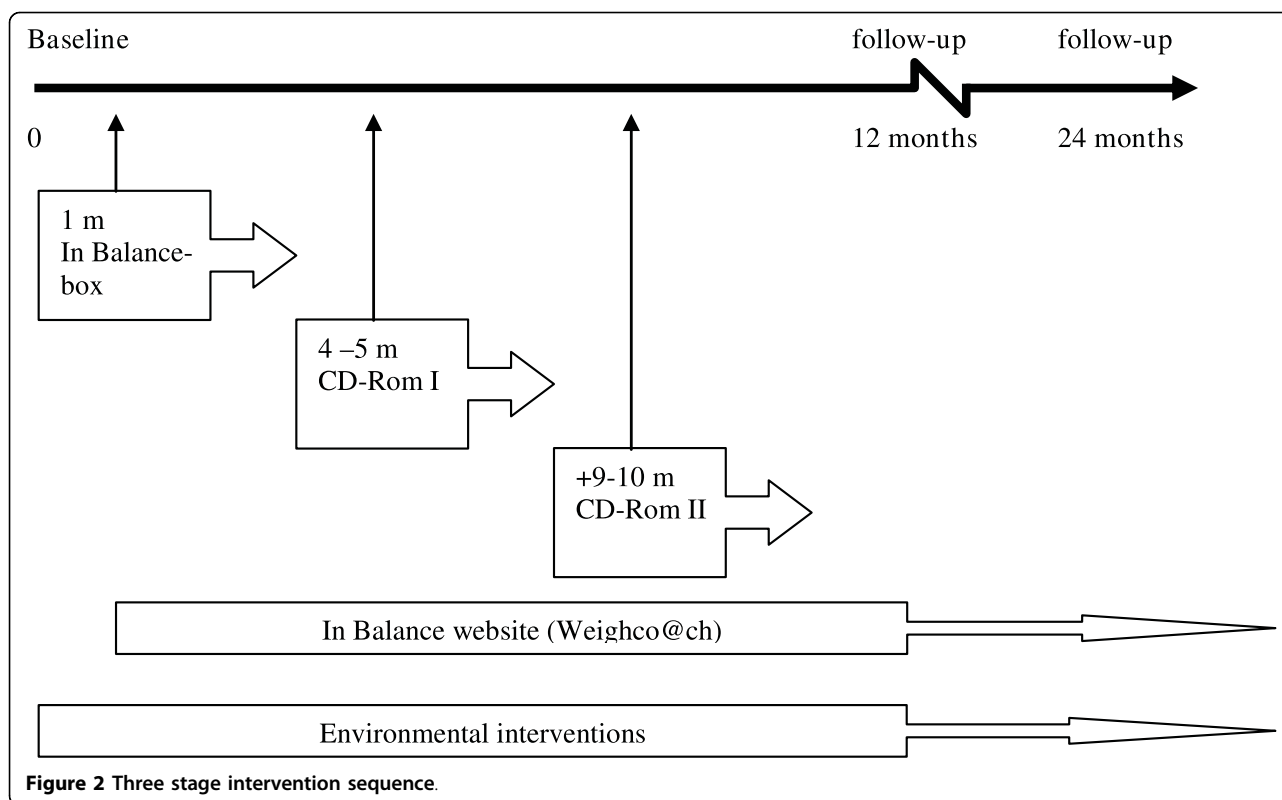 Baseline
follow-up
follow-up
0
12 months
24 months
1 m
In Balance-
box
4 –5 m
CD-Rom I
+9-10 m
CD-Rom II
In Balance website (Weighco@ch)
Environmental interventions
Figure 2 Three stage intervention sequence.